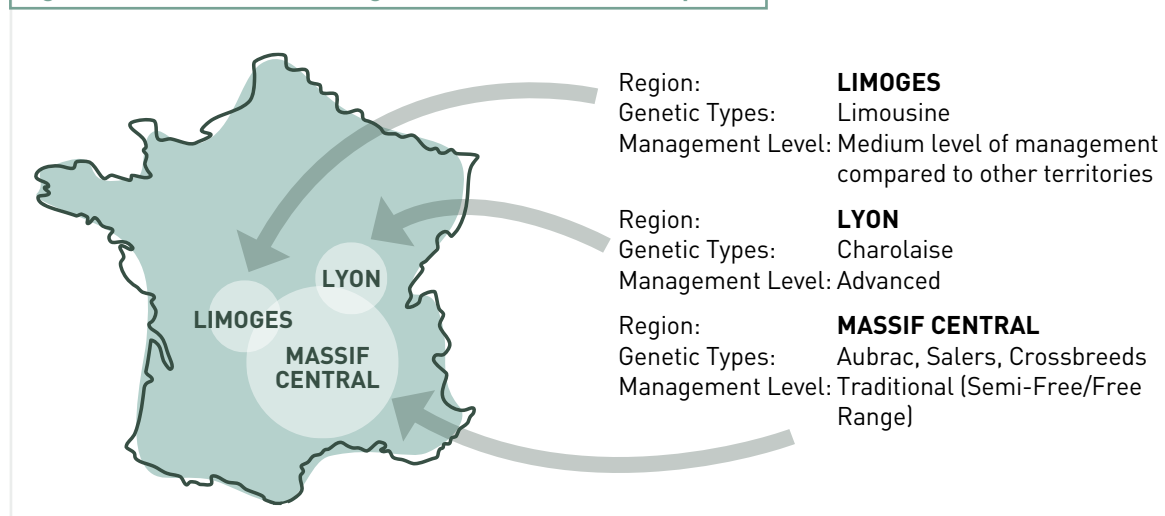 LYON
LIMOGES
MASSIF
CENTRAL
Region: LIMOGES
Genetic Types: Limousine
Management Level: Medium level of management
compared to other territories
Region: LYON
Genetic Types: Charolaise
Management Level: Advanced
Region: MASSIF CENTRAL
Genetic Types: Aubrac, Salers, Crossbreeds
Management Level: Traditional (Semi-Free/Free
Range)